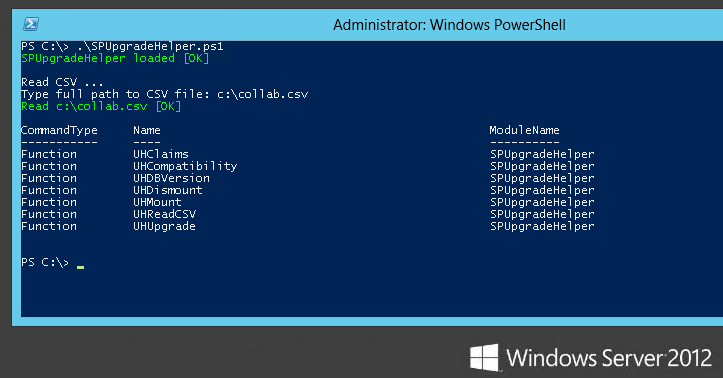 Administrator: Windows PowerShell
PS C:\> .\SPUpgradeHelper.ps1
SPUpgradeHelper loaded [OK]
Read CSV ...
Type full path to CSV file: c:\collab.csv
Read c:\collab.csv [OK]
CommandType Name ModuleName
----------- ---- ----------
Function UHClaims SPUpgradeHelper
Function UHCompatibility SPUpgradeHelper
Function UHDBVersion SPUpgradeHelper
Function UHDismount SPUpgradeHelper
Function UHMount SPUpgradeHelper
Function UHReadCSV SPUpgradeHelper
Function UHUpgrade SPUpgradeHelper
PS C:\> _
Windows Server 2012